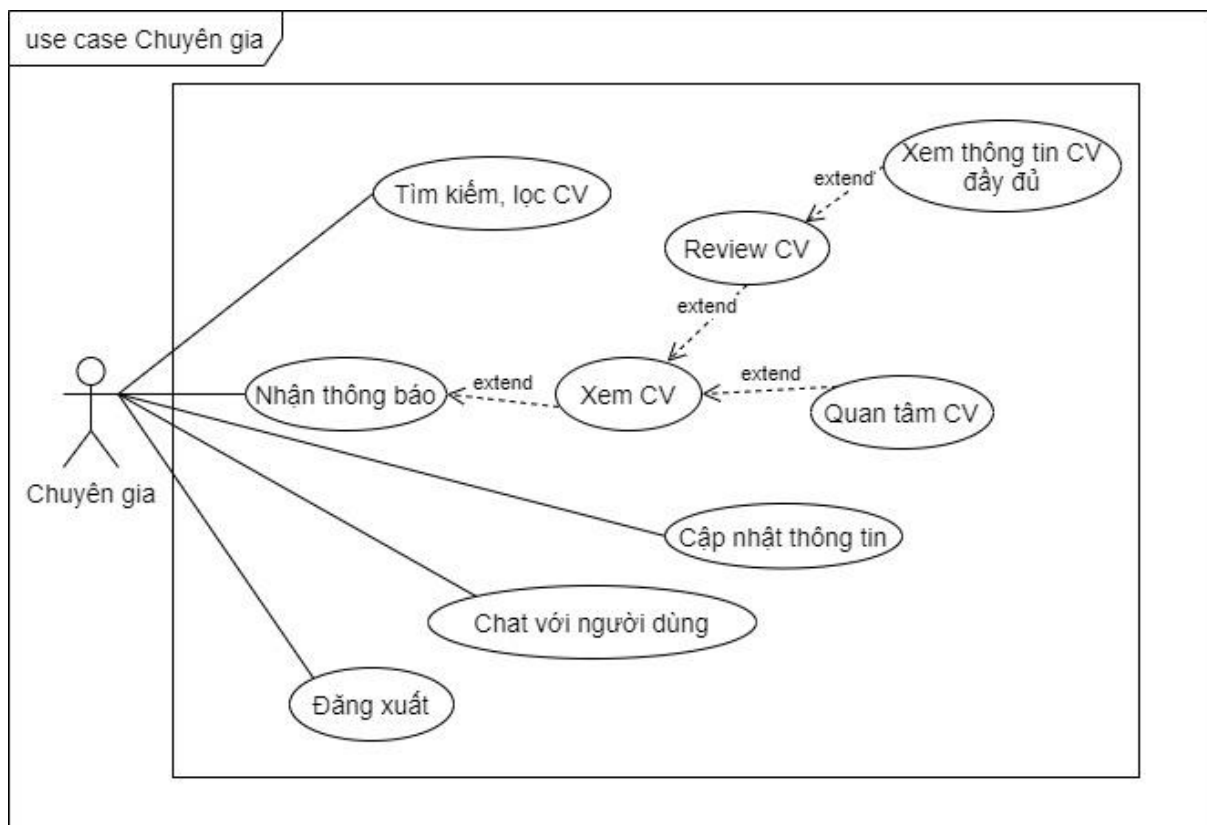 use case Chuyên gia
Xem thông tin CV
đầy đủ
extend
Tìm kiếm, lọc CV
Review CV
extend
Nhận thông báo
extend
Xem CV
extend
Quan tâm CV
Chuyên gia
Cập nhật thông tin
Chat với người dùng
Đăng xuất